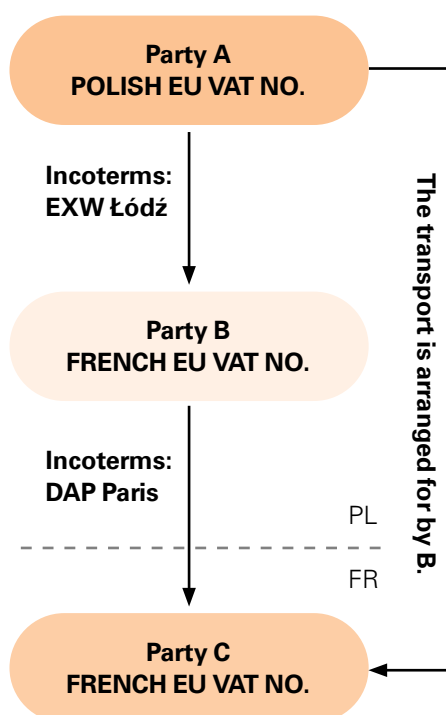 Party A
POLISH EU VAT NO.
Incoterms:
EXW Łódź
The transport is arranged for by B.
Party B
FRENCH EU VAT NO.
Incoterms:
DAP Paris
PL
FR
Party C
FRENCH EU VAT NO.